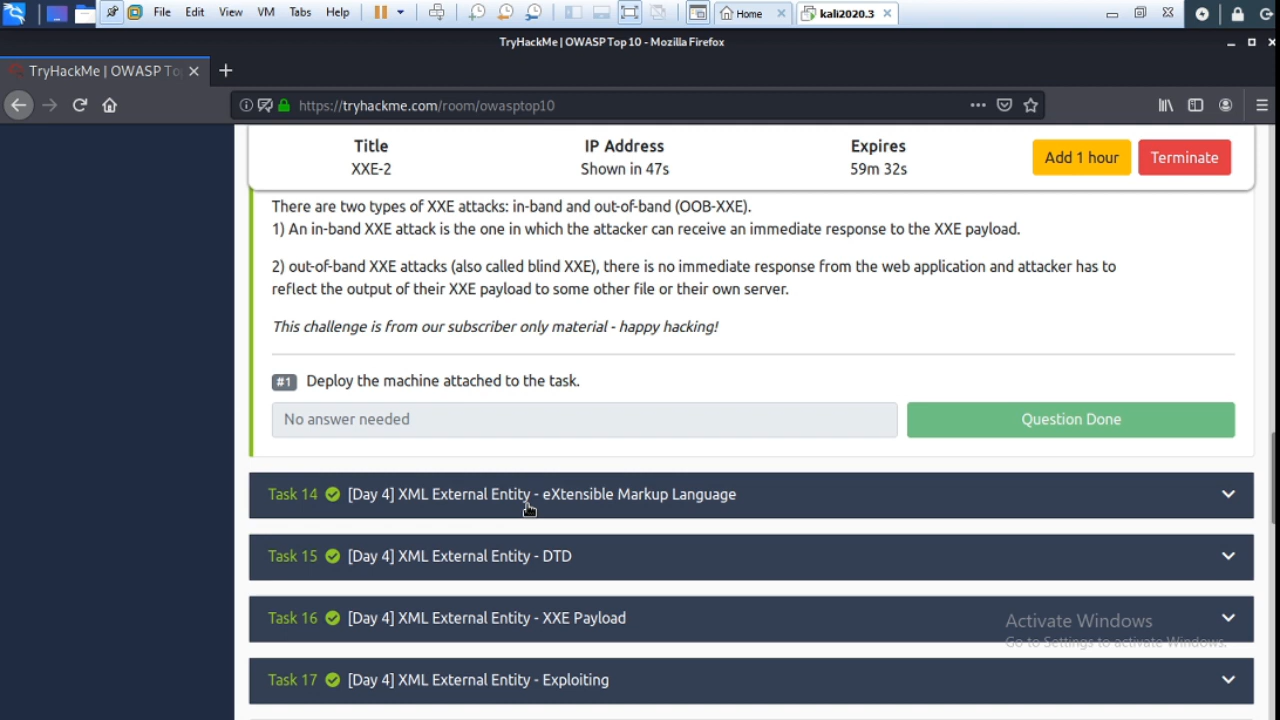 File Edit View VM Tabs Help Home kali2020.3
TryHackMe | OWASP Top 10 - Mozilla Firefox
TryHackMe | OWASP To
https://tryhackme.com/room/owasptop10
Title IP Address Expires
XXE-2 Shown in 47s 59m 32s Add 1 hour Terminate
There are two types of XXE attacks: in-band and out-of-band (OOB-XXE).
1) An in-band XXE attack is the one in which the attacker can receive an immediate response to the XXE payload.
2) out-of-band XXE attacks (also called blind XXE), there is no immediate response from the web application and attacker has to
reflect the output of their XXE payload to some other file or their own server.
This challenge is from our subscriber only material - happy hacking!
#1 Deploy the machine attached to the task.
No answer needed Question Done
Task 14 [Day 4] XML External Entity - eXtensible Markup Language
Task 15 [Day 4] XML External Entity - DTD
Task 16 [Day 4] XML External Entity - XXE Payload
Activate Windows
Go to Settings to activate Windows.
Task 17 [Day 4] XML External Entity - Exploiting